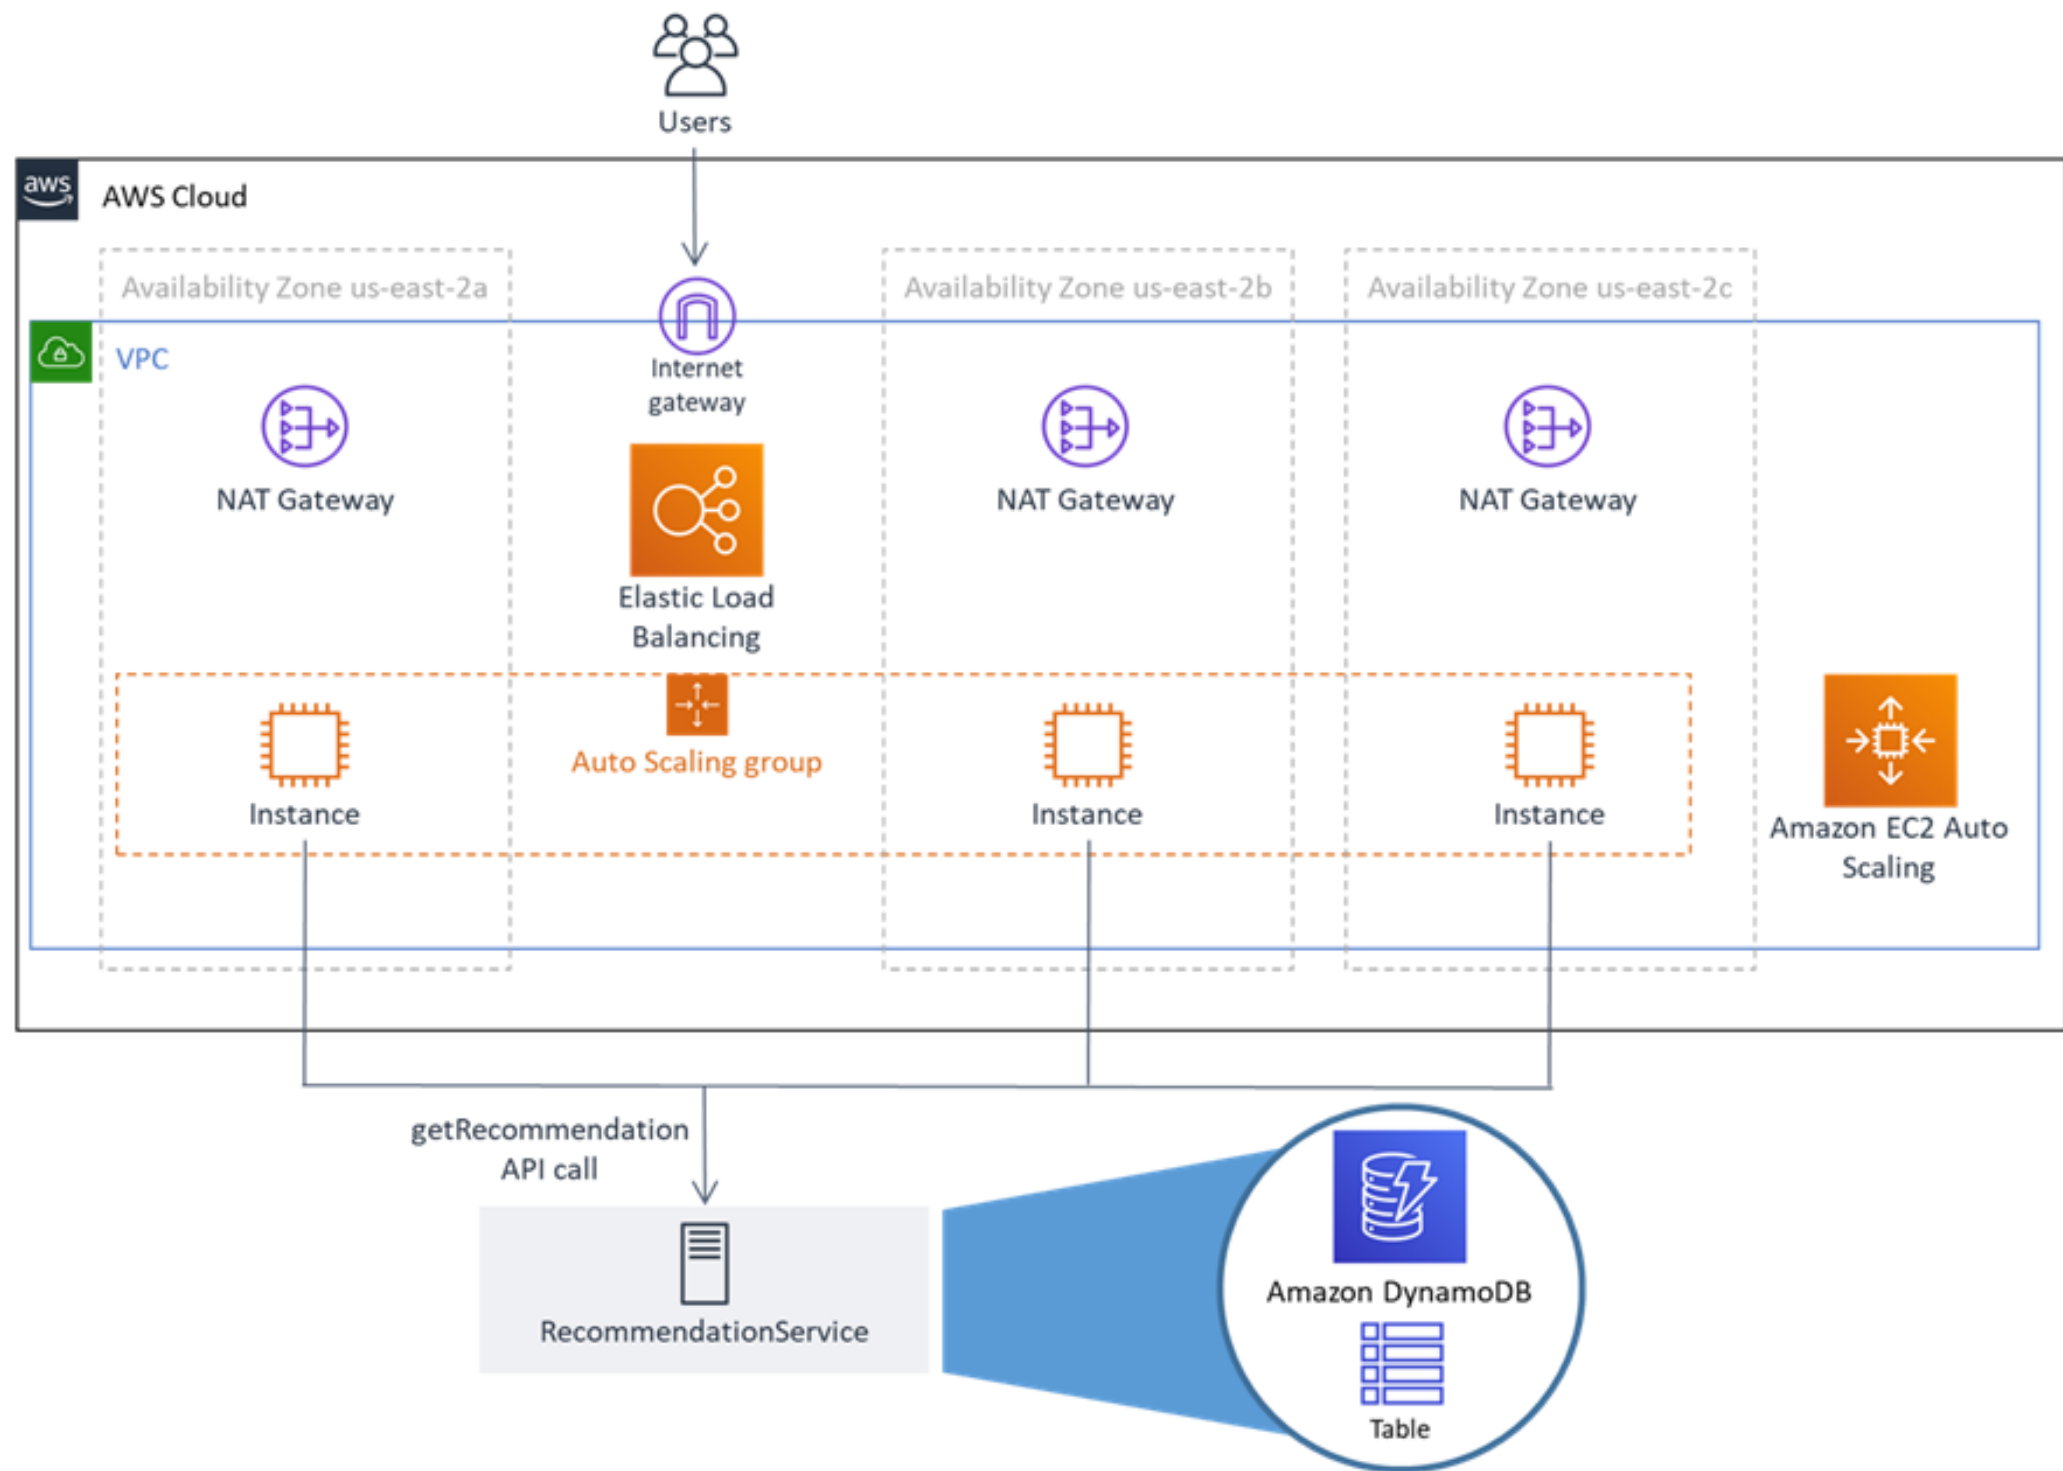 Users
aws
AWS Cloud
Availability Zone us-east-2a
Availability Zone us-east-2b
Availability Zone us-east-2c
VPC
Internet
gateway
NAT Gateway
NAT Gateway
NAT Gateway
Elastic Load
Balancing
Auto Scaling group
Instance
Instance
Instance
Amazon EC2 Auto
Scaling
getRecommendation
API call
RecommendationService
Amazon DynamoDB
Table